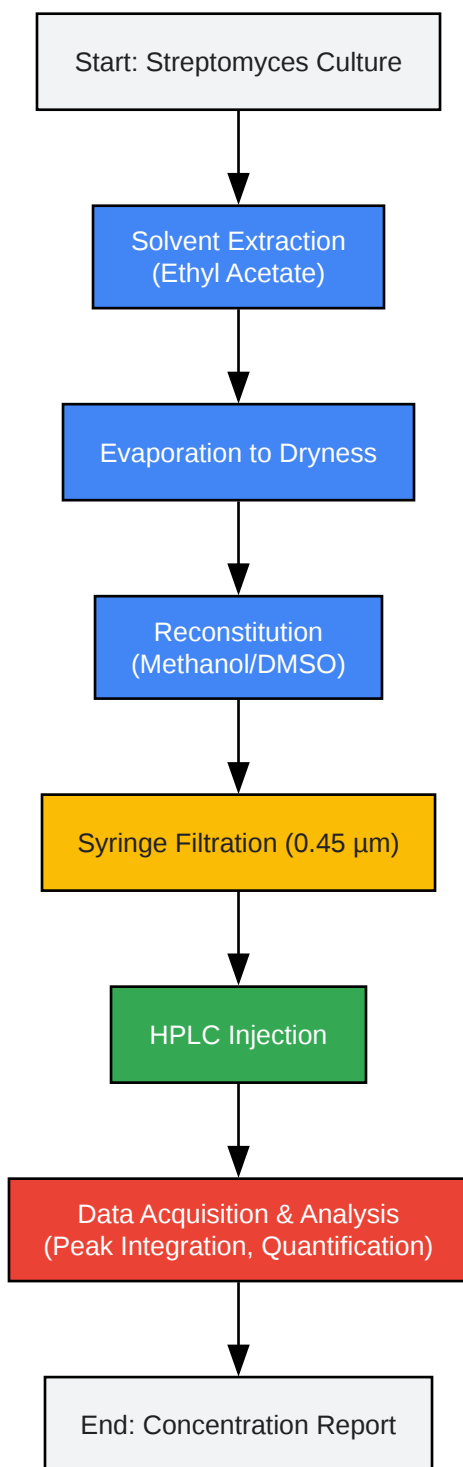 Start: Streptomyces Culture
Solvent Extraction
(Ethyl Acetate)
Evaporation to Dryness
Reconstitution
(Methanol/DMSO)
Syringe Filtration (0.45 µm)
HPLC Injection
Data Acquisition & Analysis
(Peak Integration, Quantification)
End: Concentration Report